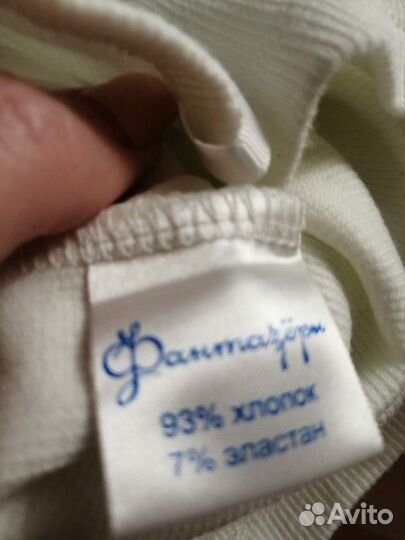 Фантазёры
93% хлопок
7% эластан
Avito